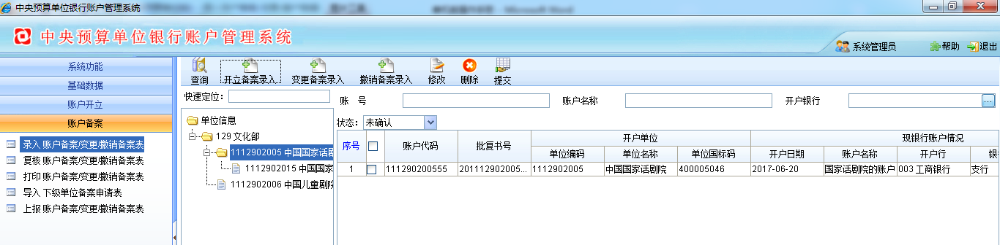 中央预算单位银行账户管理系统
中央预算单位银行账户管理系统
系统管理员 帮助 退出
系统功能
基础数据
账户开立
账户备案
录入 账户备案/变更/撤销备案表
复核 账户备案/变更/撤销备案表
打印 账户备案/变更/撤销备案表
导入 下级单位备案申请表
上报 账户备案/变更/撤销备案表
查询 开立备案录入 变更备案录入 撤销备案录入 修改 删除 提交
快速定位：
单位信息
129 文化部
1112902005 中国国家话剧
1112902015 中国国家
1112902006 中国儿童剧院
账 号 账户名称 开户银行 ...
状态： 未确认
序号 账户代码 批复书号 开户单位 现银行账户情况
单位编码 单位名称 单位国标码 开户日期 账户名称 开户行 银
1 111290200555 201112902005... 1112902005 中国国家话剧院 400005046 2017-06-20 国家话剧院的账户 003 工商银行 支行